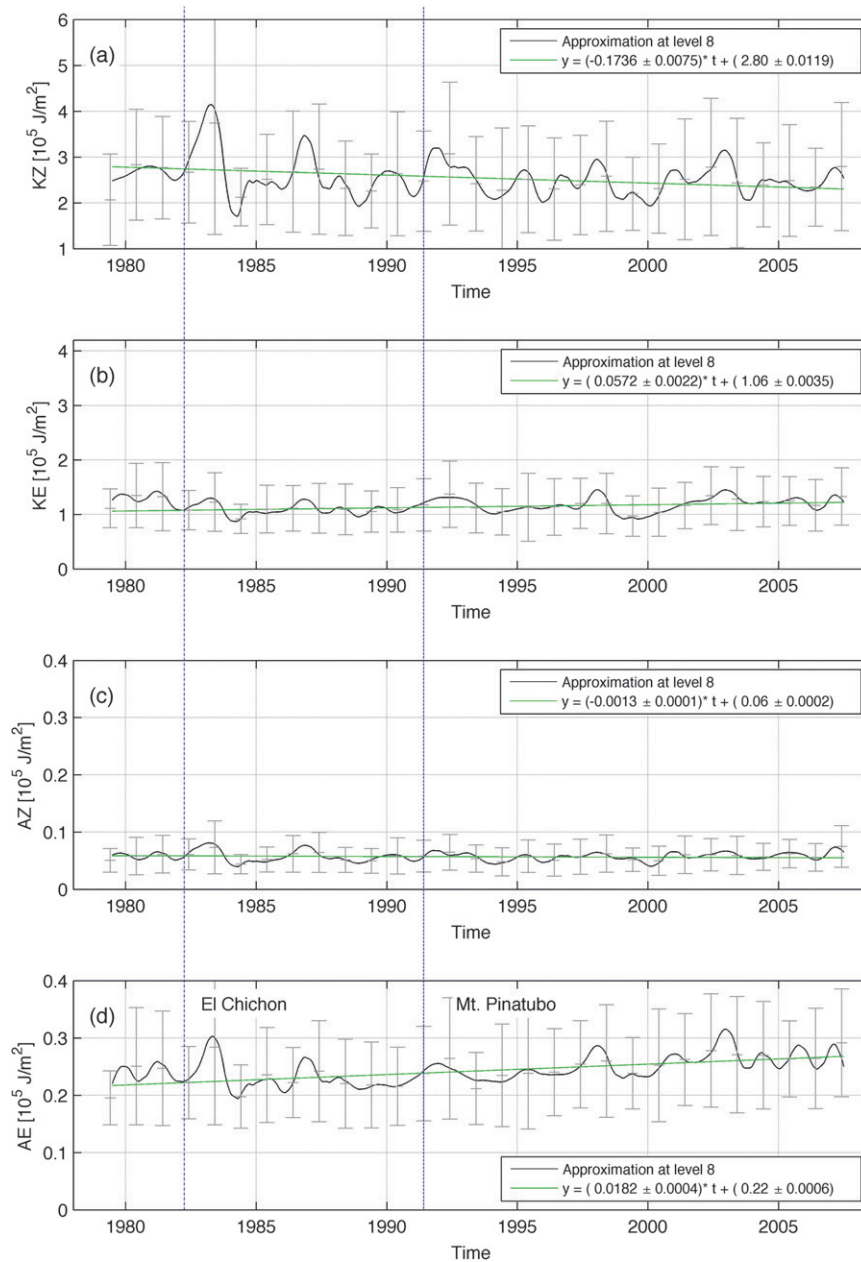 (a)
Approximation at level 8
y = (-0.1736 ± 0.0075)* t + ( 2.80 ± 0.0119)
KZ [10⁵ J/m²]
6
5
4
3
2
1
1980 1985 1990 1995 2000 2005
Time
(b)
Approximation at level 8
y = ( 0.0572 ± 0.0022)* t + ( 1.06 ± 0.0035)
KE [10⁵ J/m²]
4
3
2
1
0
1980 1985 1990 1995 2000 2005
Time
(c)
Approximation at level 8
y = (-0.0013 ± 0.0001)* t + ( 0.06 ± 0.0002)
AZ [10⁵ J/m²]
0.4
0.3
0.2
0.1
0
1980 1985 1990 1995 2000 2005
Time
(d)
El Chichon
Mt. Pinatubo
AE [10⁵ J/m²]
0.4
0.3
0.2
0.1
0
Approximation at level 8
y = ( 0.0182 ± 0.0004)* t + ( 0.22 ± 0.0006)
1980 1985 1990 1995 2000 2005
Time